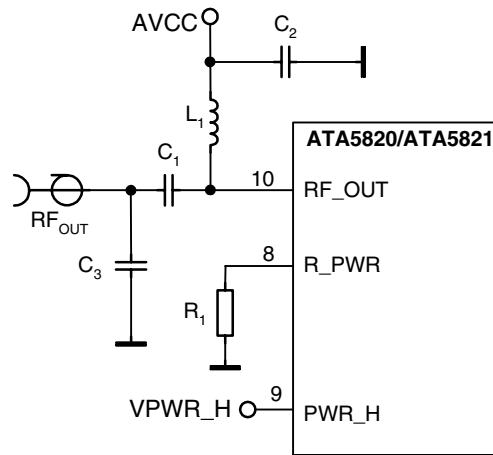 AVCC
C2
L1
ATA5820/ATA5821
C1
10
RF_OUT
RFOUT
8
R_PWR
C3
R1
9
VPWR_H
PWR_H